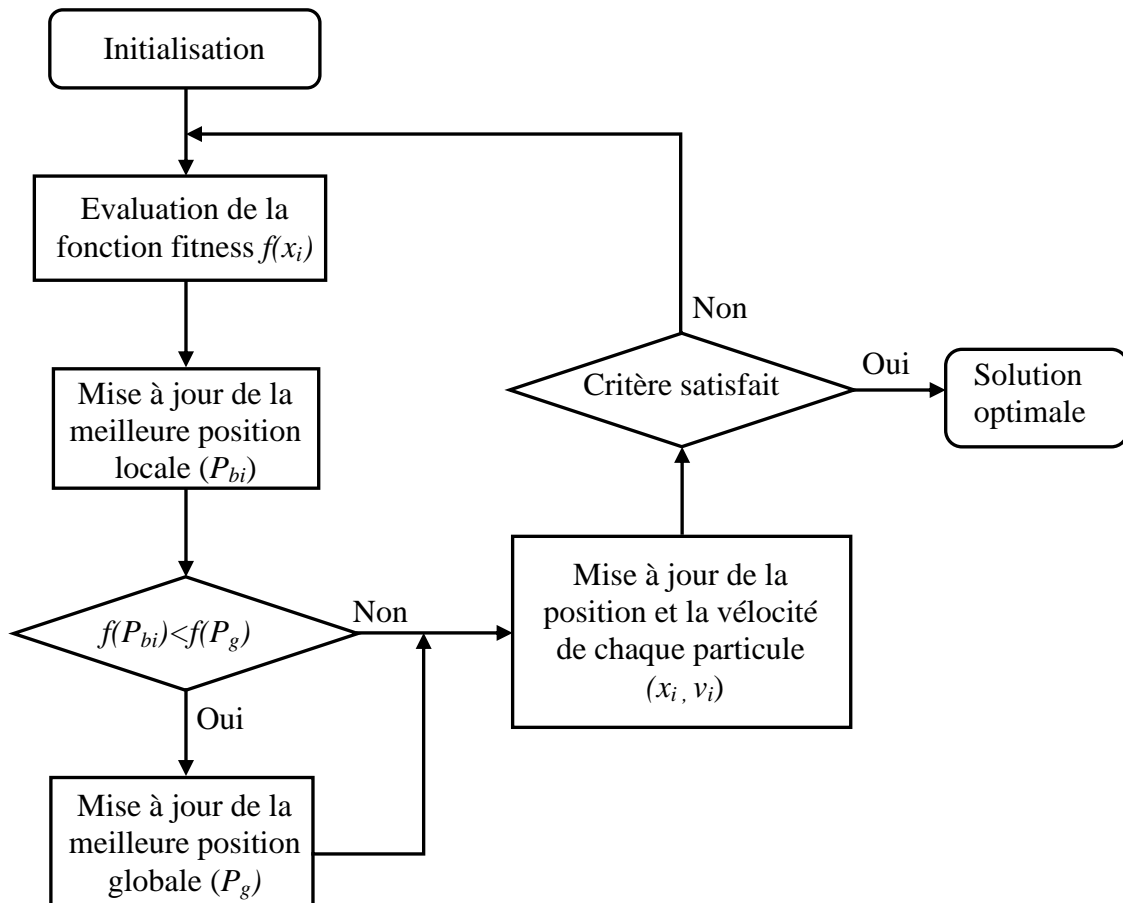 Initialisation
Evaluation de la
fonction fitness f(xi)
Mise à jour de la
meilleure position
locale (Pbi)
f(Pbi)<f(Pg)
Non
Oui
Mise à jour de la
meilleure position
globale (Pg)
Mise à jour de la
position et la vélocité
de chaque particule
(xi , vi)
Critère satisfait
Non
Oui
Solution
optimale